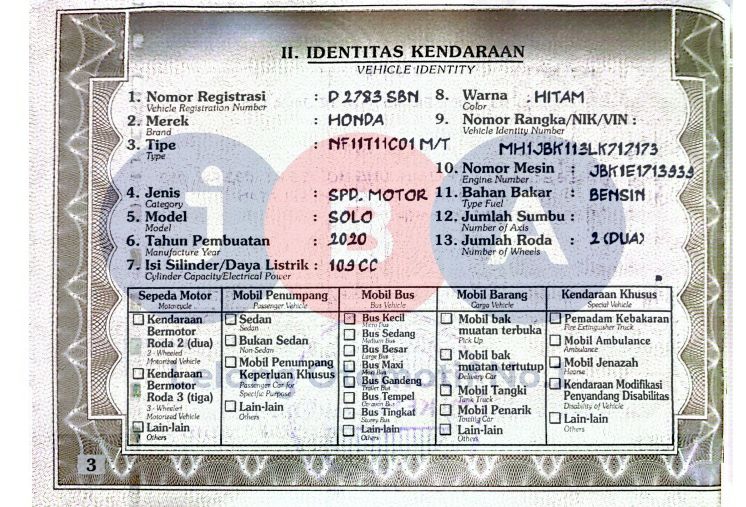 II. IDENTITAS KENDARAAN
VEHICLE IDENTITY
1. Nomor Registrasi : D 2783 SBN
Vehicle Registration Number
2. Merek : HONDA
Brand
3. Tipe : NF11T11C01 M/T
Type
4. Jenis : SPD. MOTOR
Category
5. Model : SOLO
Model
6. Tahun Pembuatan : 2020
Manufacture Year
7. Isi Silinder/Daya Listrik : 109 CC
Cylinder Capacity/Electrical Power
8. Warna : HITAM
Color
9. Nomor Rangka/NIK/VIN :
Vehicle Identity Number
MH1JBK113LK717173
10. Nomor Mesin : JBK1E1713939
Engine Number
11. Bahan Bakar : BENSIN
Type Fuel
12. Jumlah Sumbu :
Number of Axis
13. Jumlah Roda : 2 (DUA)
Number of Wheels
Sepeda Motor
Motorcycle
Kendaraan
Bermotor
Roda 2 (dua)
2 - Wheeled
Motorized Vehicle
Kendaraan
Bermotor
Roda 3 (tiga)
3 - Wheeled
Motorized Vehicle
Lain-lain
Others
Mobil Penumpang
Passenger Vehicle
Sedan
Sedan
Bukan Sedan
Non-Sedan
Mobil Penumpang
Keperluan Khusus
Passenger Car for
Specific Purpose
Lain-lain
Others
Mobil Bus
Bus Vehicle
Bus Kecil
Micro Bus
Bus Sedang
Medium Bus
Bus Besar
Large Bus
Bus Maxi
Maxi Bus
Bus Gandeng
Trailer Bus
Bus Tempel
Bus Tingkat
Lain-lain
Others
Mobil Barang
Cargo Vehicle
Mobil bak
muatan terbuka
Pick Up
Mobil bak
muatan tertutup
Delivery Car
Mobil Tangki
Tank Truck
Mobil Penarik
Towing Car
Lain-lain
Others
Kendaraan Khusus
Special Vehicle
Pemadam Kebakaran
Fire Extinguisher Truck
Mobil Ambulance
Ambulance
Mobil Jenazah
Kendaraan Modifikasi
Penyandang Disabilitas
Disability of Vehicle
Lain-lain
Others
3